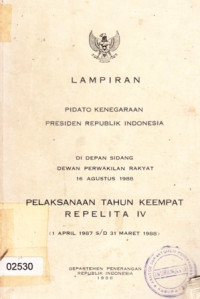 LAMPIRAN
PIDATO KENEGARAAN
PRESIDEN REPUBLIK INDONESIA
DI DEPAN SIDANG
DEWAN PERWAKILAN RAKYAT
16 AGUSTUS 1988
PELAKSANAAN TAHUN KEEMPAT
REPELITA IV
(1 APRIL 1987 S/D 31 MARET 1988)
02530
DEPARTEMEN PENERANGAN
REPUBLIK INDONESIA
1988